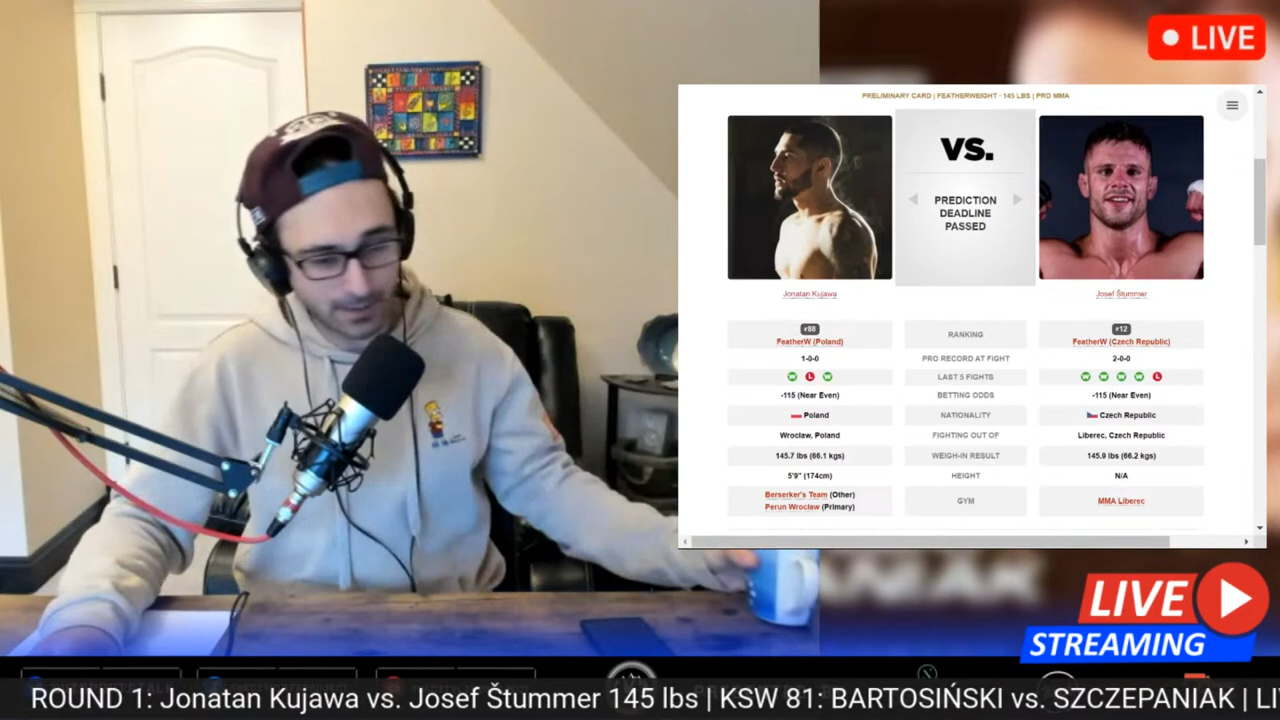 LIVE
PRELIMINARY CARD | FEATHERWEIGHT · 145 LBS | PRO MMA
VS.
PREDICTION
DEADLINE
PASSED
Jonatan Kujawa
Josef Štummer
#88 RANKING #12
FeatherW (Poland) FeatherW (Czech Republic)
1-0-0 PRO RECORD AT FIGHT 2-0-0
W L W LAST 5 FIGHTS W W W W L
-115 (Near Even) BETTING ODDS -115 (Near Even)
Poland NATIONALITY Czech Republic
Wroclaw, Poland FIGHTING OUT OF Liberec, Czech Republic
145.7 lbs (66.1 kgs) WEIGH-IN RESULT 145.9 lbs (66.2 kgs)
5'9" (174cm) HEIGHT N/A
Berserker's Team (Other) GYM MMA Liberec
Perun Wroclaw (Primary)
LIVE
STREAMING
ROUND 1: Jonatan Kujawa vs. Josef Štummer 145 lbs | KSW 81: BARTOSIŃSKI vs. SZCZEPANIAK | LI